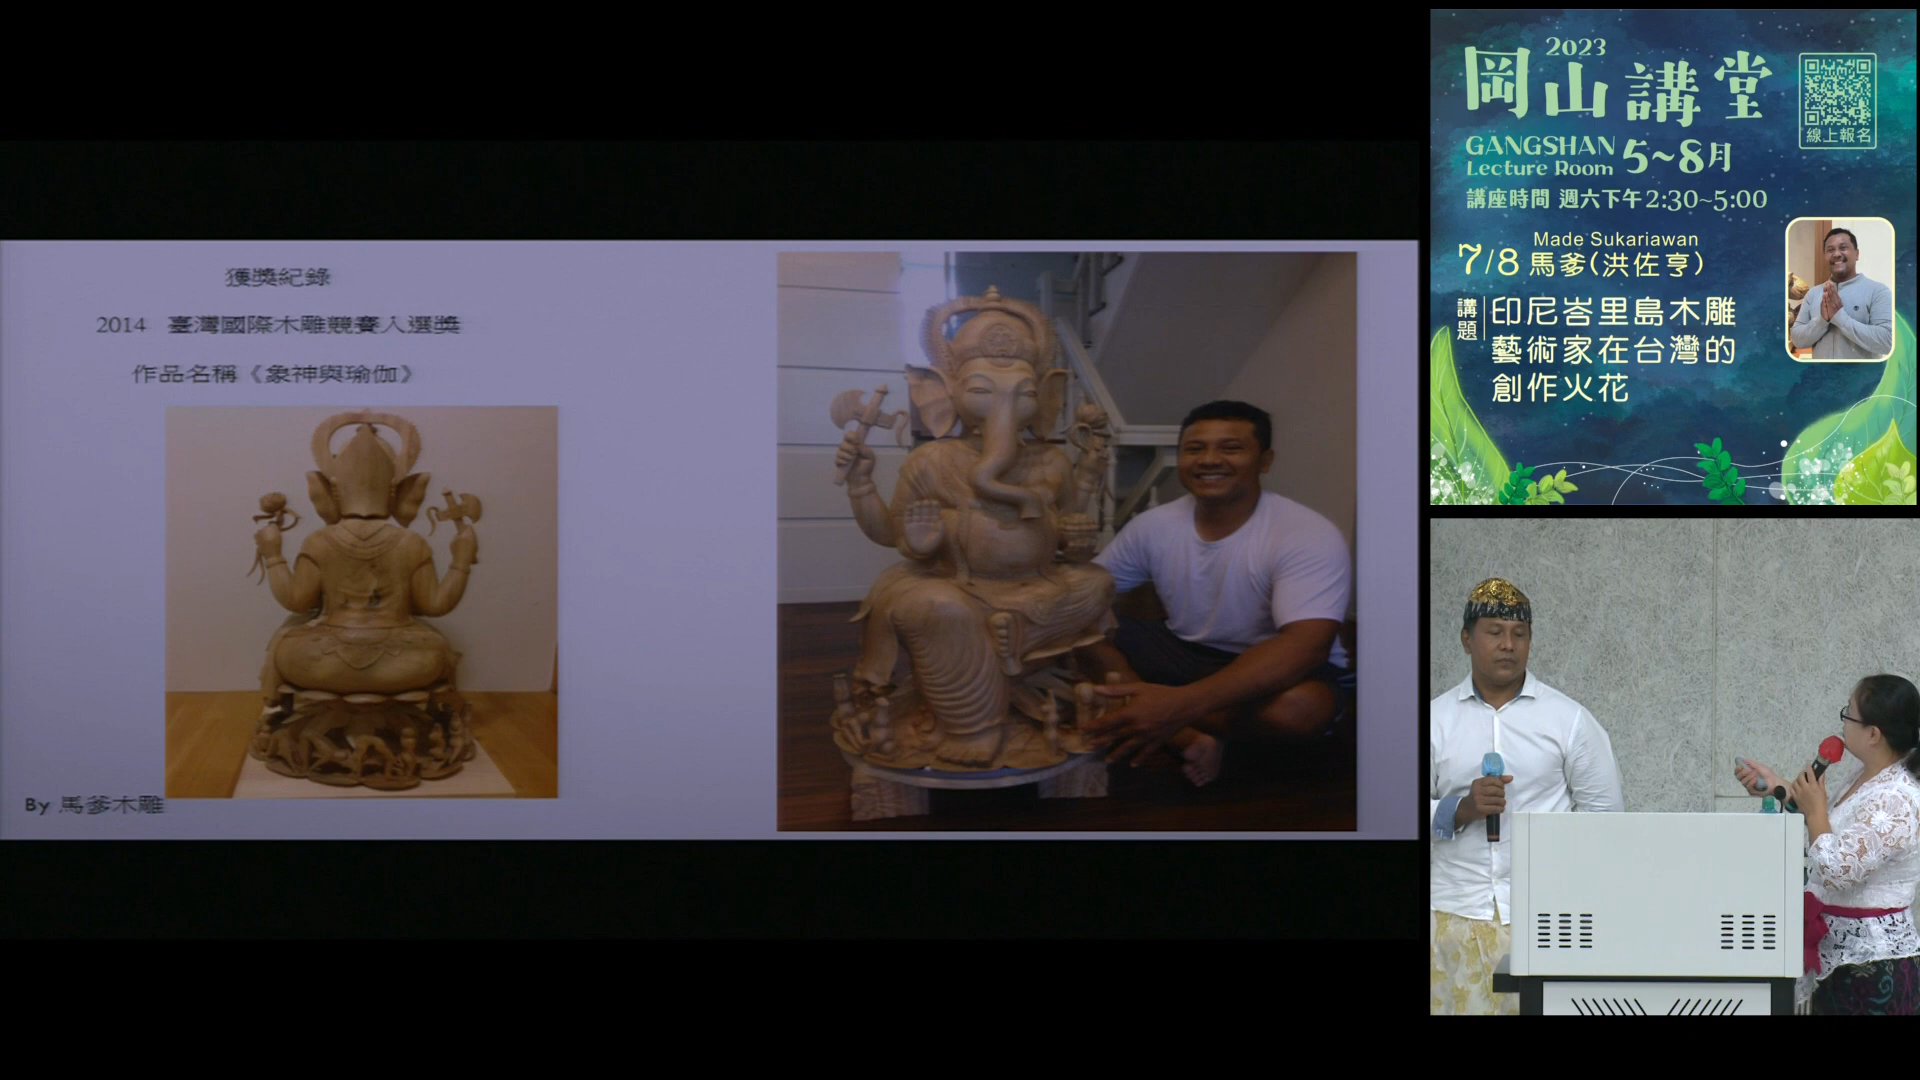 獲獎紀錄
2014 臺灣國際木雕競賽入選獎
作品名稱《象神與瑜伽》
By 馬爹木雕
2023
岡山講堂
線上報名
GANGSHAN
Lecture Room
5~8月
講座時間 週六下午2:30~5:00
Made Sukariawan
7/8 馬爹(洪佐亨)
講題
印尼峇里島木雕
藝術家在台灣的
創作火花